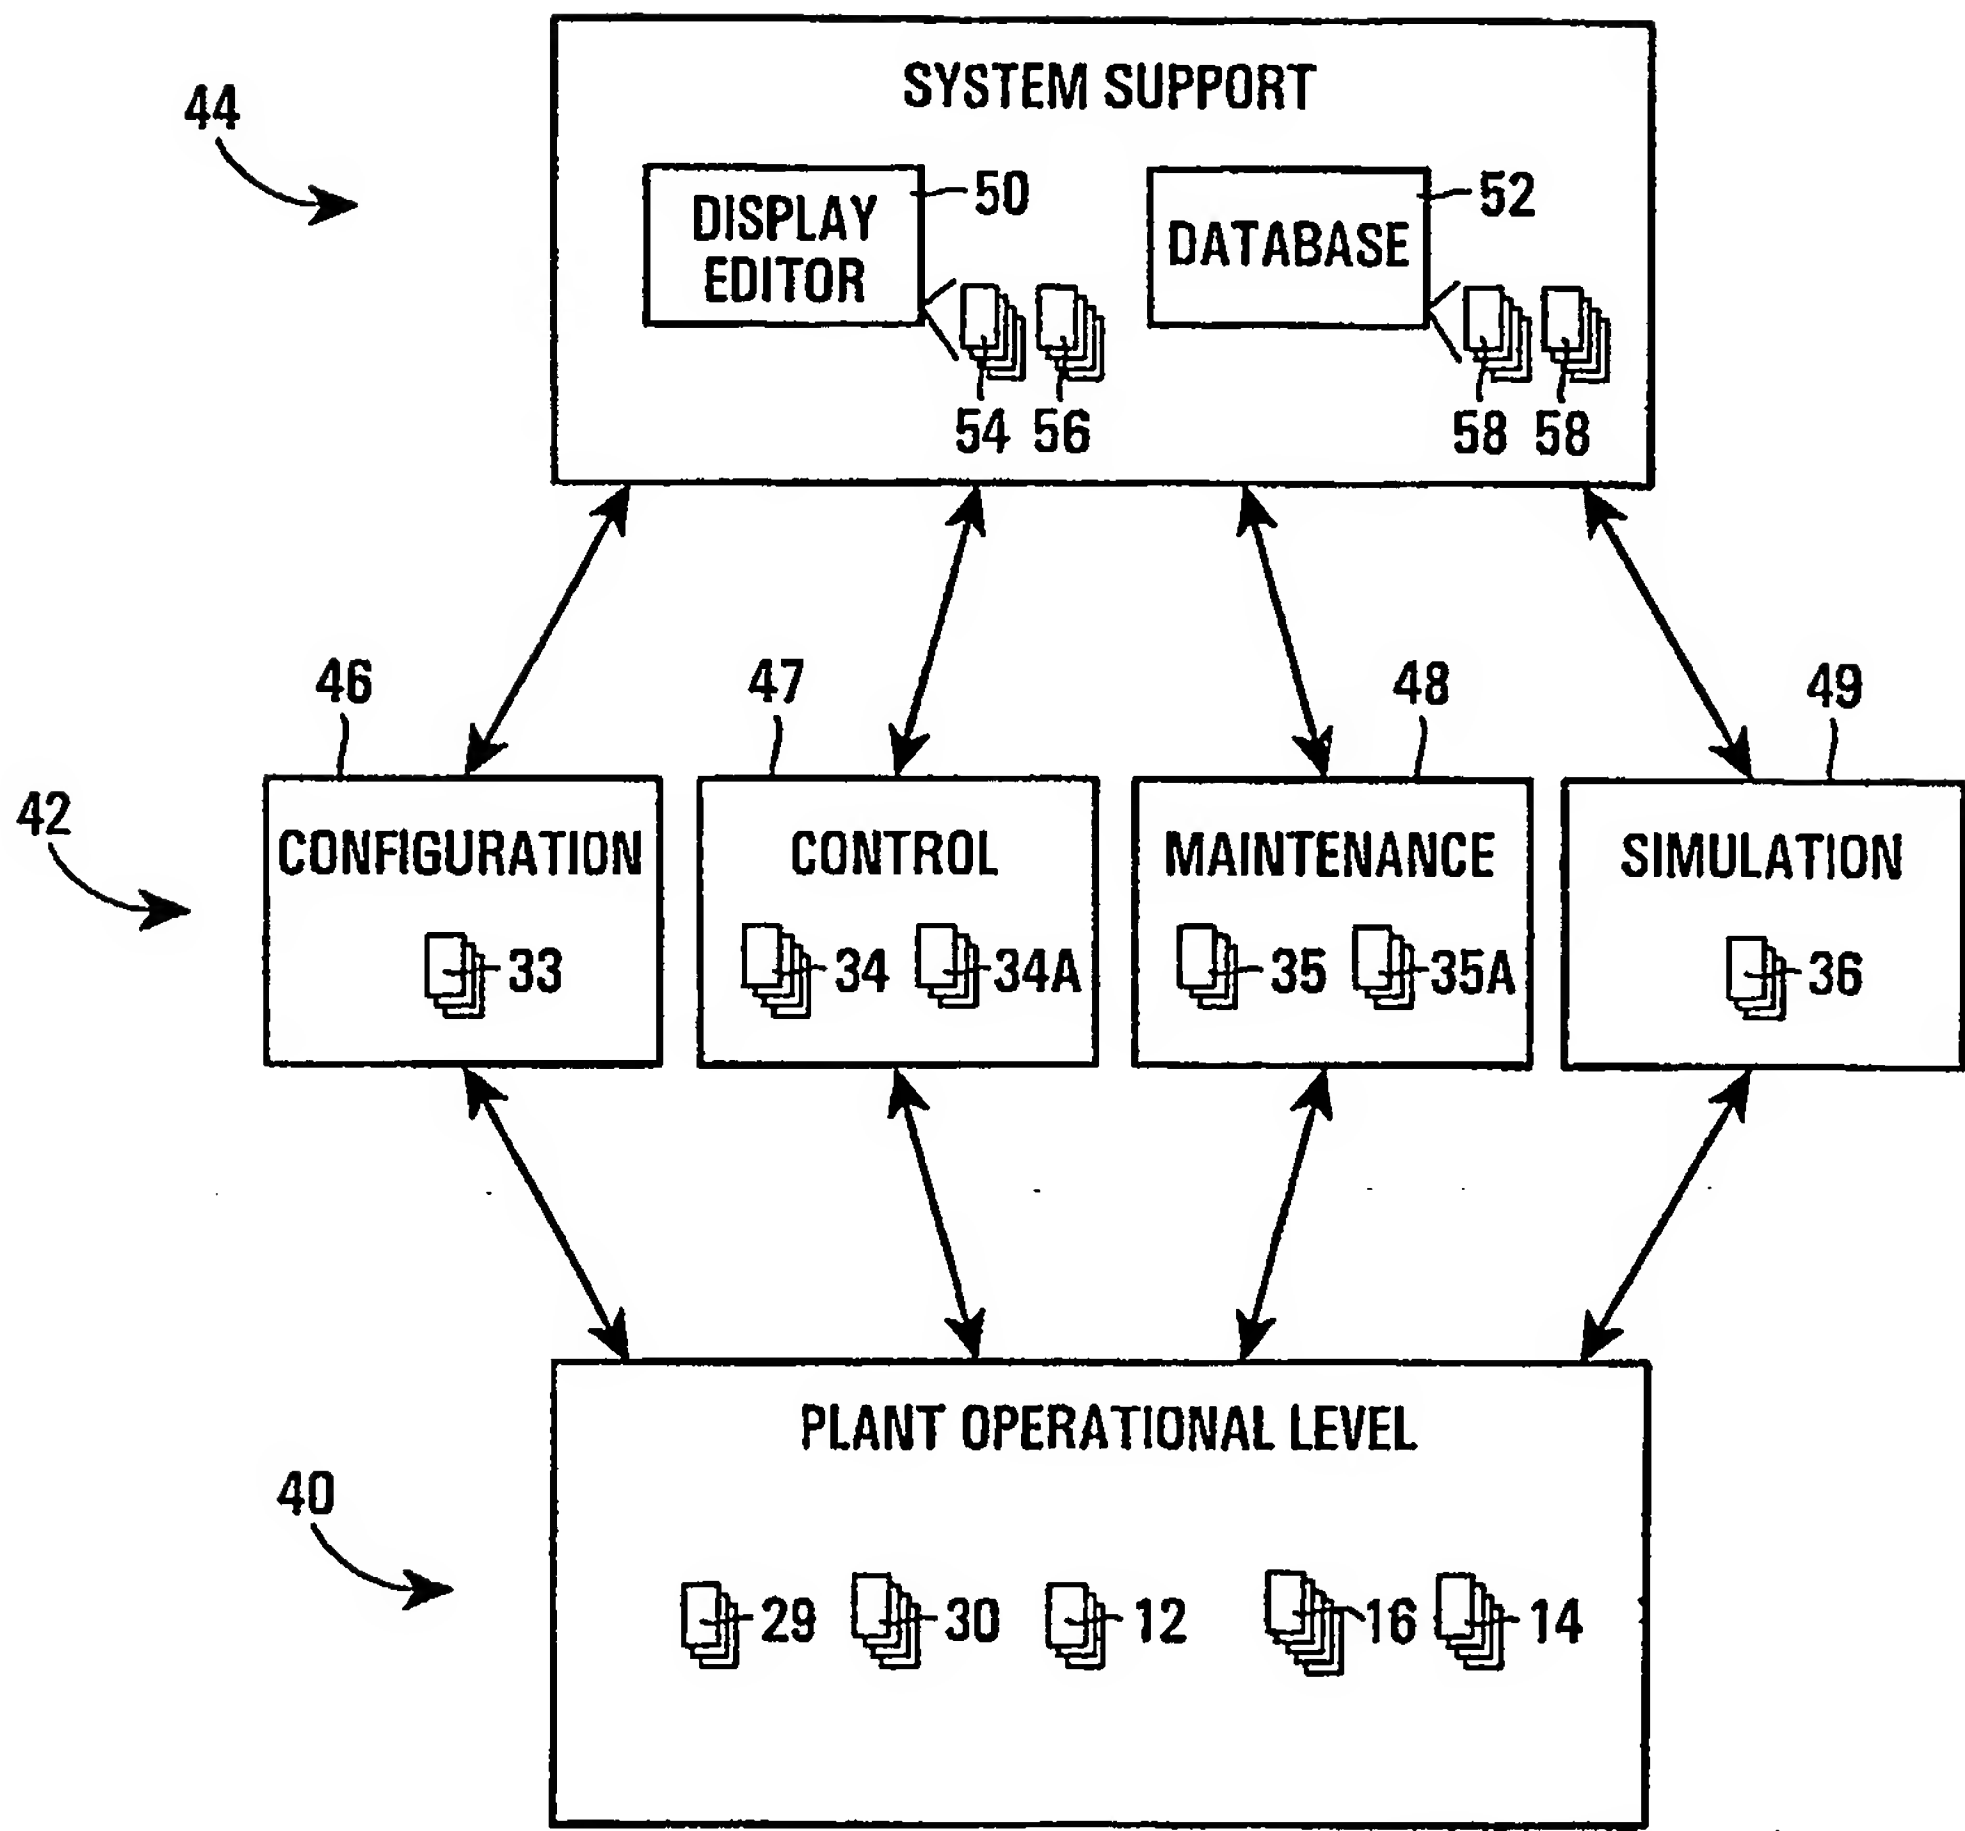 44
SYSTEM SUPPORT
DISPLAY
EDITOR
50
DATABASE
52
54 56
58 58
46
47
48
49
42
CONFIGURATION
33
CONTROL
34 34A
MAINTENANCE
35 35A
SIMULATION
36
40
PLANT OPERATIONAL LEVEL
29 30 12 16 14